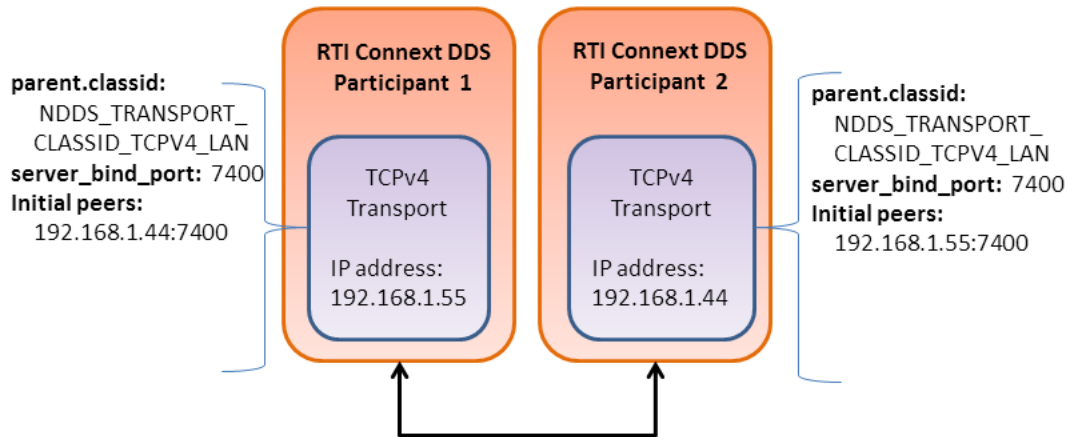 parent.classid:
NDDS_TRANSPORT_
CLASSID_TCPV4_LAN
server_bind_port: 7400
Initial peers:
192.168.1.44:7400
RTI Connext DDS
Participant 1
TCPv4
Transport
IP address:
192.168.1.55
RTI Connext DDS
Participant 2
TCPv4
Transport
IP address:
192.168.1.44
parent.classid:
NDDS_TRANSPORT_
CLASSID_TCPV4_LAN
server_bind_port: 7400
Initial peers:
192.168.1.55:7400